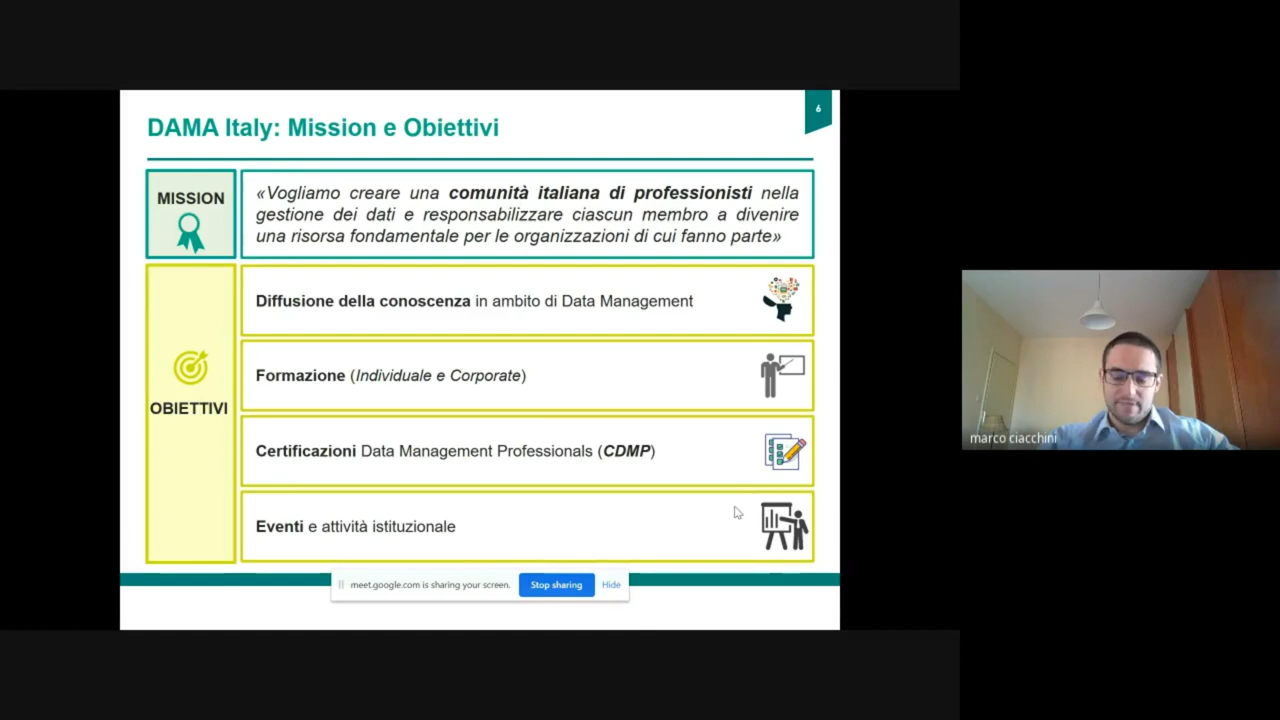 6
DAMA Italy: Mission e Obiettivi
MISSION
«Vogliamo creare una comunità italiana di professionisti nella
gestione dei dati e responsabilizzare ciascun membro a divenire
una risorsa fondamentale per le organizzazioni di cui fanno parte»
OBIETTIVI
Diffusione della conoscenza in ambito di Data Management
Formazione (Individuale e Corporate)
Certificazioni Data Management Professionals (CDMP)
Eventi e attività istituzionale
meet.google.com is sharing your screen. Stop sharing Hide
marco ciacchini